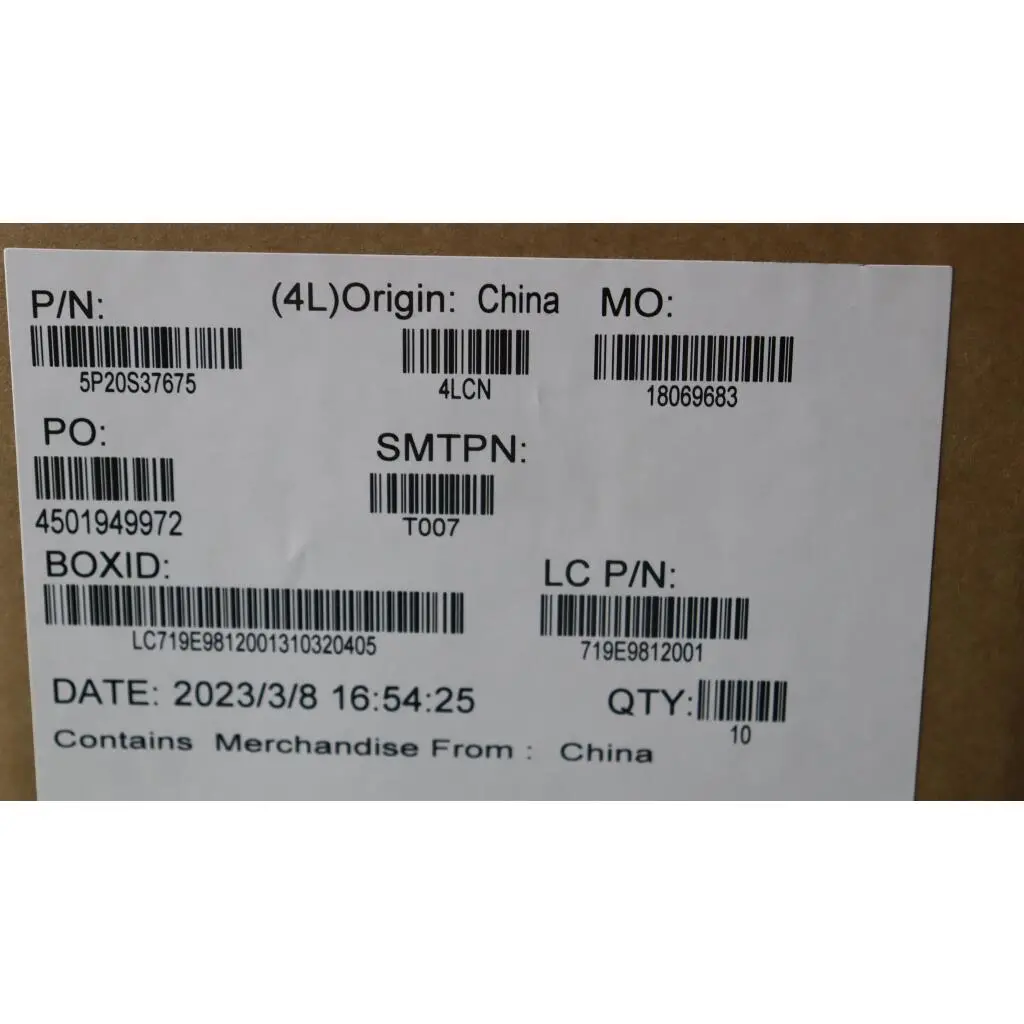 P/N: (4L)Origin: China MO:
5P20S37675 4LCN 18069683
PO: SMTPN:
4501949972 T007
BOXID: LC P/N:
LC719E9812001310320405 719E9812001
DATE: 2023/3/8 16:54:25 QTY:
10
Contains Merchandise From : China